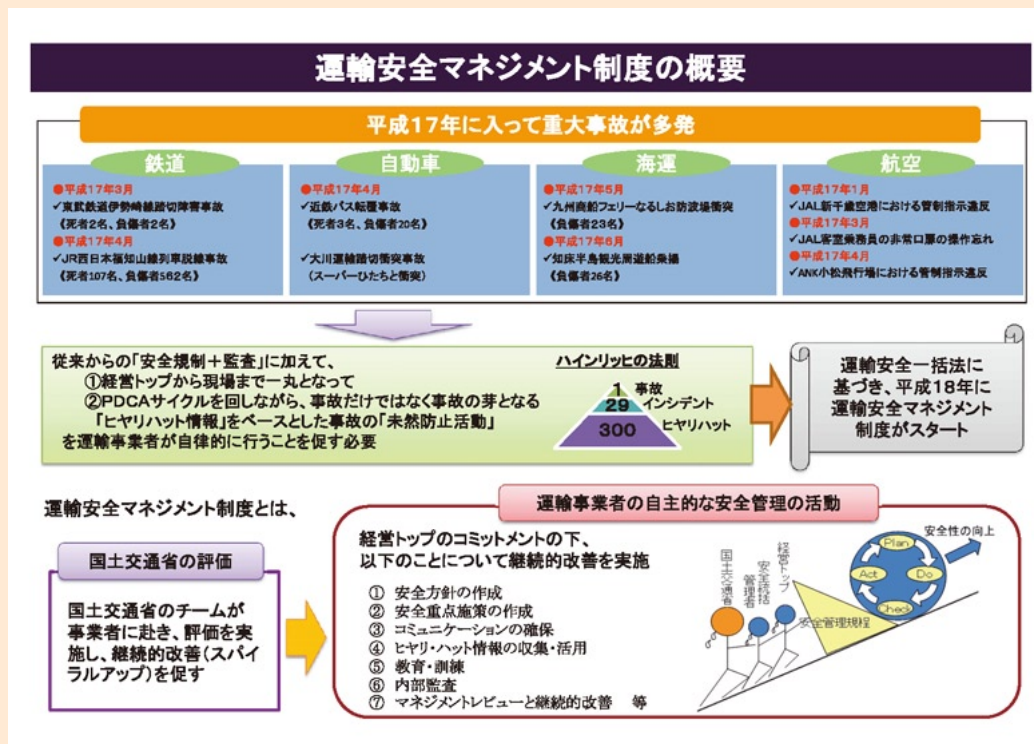 運輸安全マネジメント制度の概要
平成17年に入って重大事故が多発
鉄道
●平成17年3月
✓東武鉄道伊勢崎線踏切障害事故
《死者2名、負傷者2名》
●平成17年4月
✓JR西日本福知山線列車脱線事故
《死者107名、負傷者562名》
自動車
●平成17年4月
✓近鉄バス転覆事故
《死者3名、負傷者20名》
✓大川運輸踏切衝突事故
（スーパーひたちと衝突）
海運
●平成17年5月
✓九州商船フェリーなるしお防波堤衝突
《負傷者23名》
●平成17年6月
✓知床半島観光周遊船乗揚
《負傷者26名》
航空
●平成17年1月
✓JAL新千歳空港における管制指示違反
●平成17年3月
✓JAL客室乗務員の非常口扉の操作忘れ
●平成17年4月
✓ANK小松飛行場における管制指示違反
従来からの「安全規制＋監査」に加えて、
①経営トップから現場まで一丸となって
②PDCAサイクルを回しながら、事故だけではなく事故の芽となる
「ヒヤリハット情報」をベースとした事故の「未然防止活動」
を運輸事業者が自律的に行うことを促す必要
ハインリッヒの法則
1 事故
29 インシデント
300 ヒヤリハット
運輸安全一括法に
基づき、平成18年に
運輸安全マネジメント
制度がスタート
運輸安全マネジメント制度とは、
国土交通省の評価
国土交通省のチームが
事業者に赴き、評価を実
施し、継続的改善（スパイ
ラルアップ）を促す
運輸事業者の自主的な安全管理の活動
経営トップのコミットメントの下、
以下のことについて継続的改善を実施
① 安全方針の作成
② 安全重点施策の作成
③ コミュニケーションの確保
④ ヒヤリ・ハット情報の収集・活用
⑤ 教育・訓練
⑥ 内部監査
⑦ マネジメントレビューと継続的改善 等
国土交通省
安全統括
管理者
経営トップ
安全管理規程
Plan
Do
Check
Act
安全性の向上